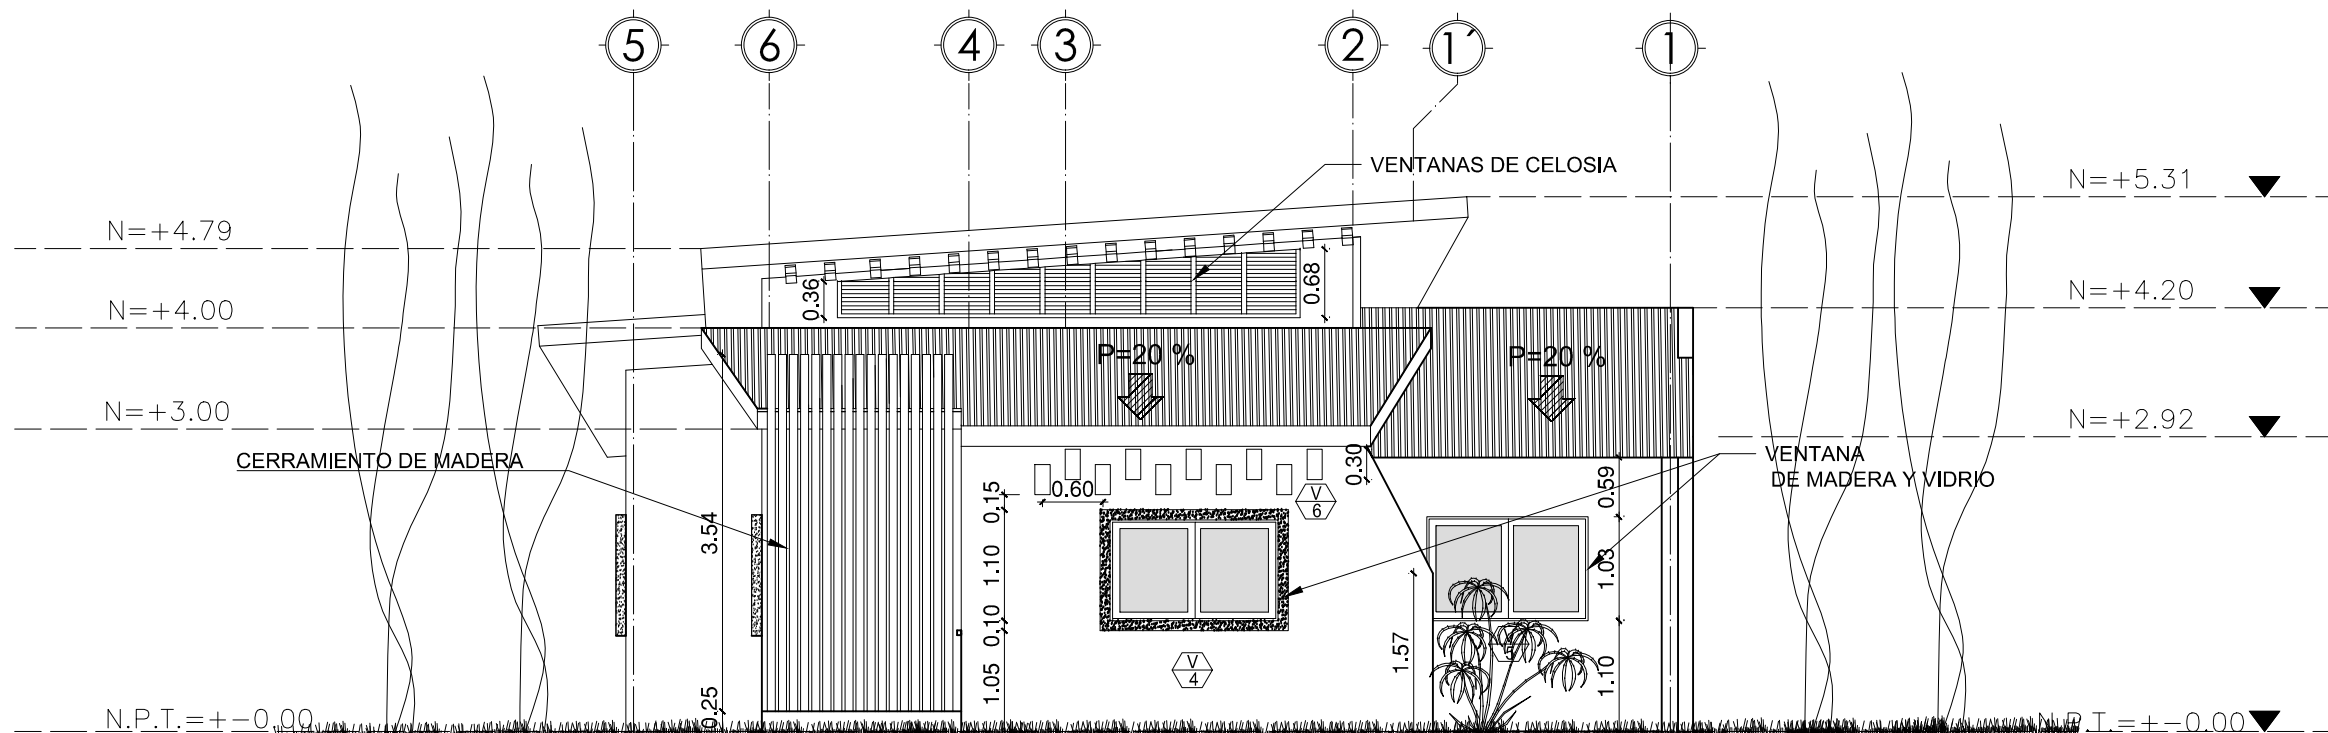 5 6 4 3 2 1´ 1
VENTANAS DE CELOSIA
N=+5.31
N=+4.79
N=+4.20
N=+4.00
0.36
0.68
P=20 %
P=20 %
N=+3.00
N=+2.92
CERRAMIENTO DE MADERA
VENTANA
DE MADERA Y VIDRIO
0.30
0.59
0.60
0.15
V
6
3.54
1.10
1.03
0.10
1.57
V
4
5
1.05
1.10
0.25
N.P.T.=+-0.00
N.P.T.=+-0.00